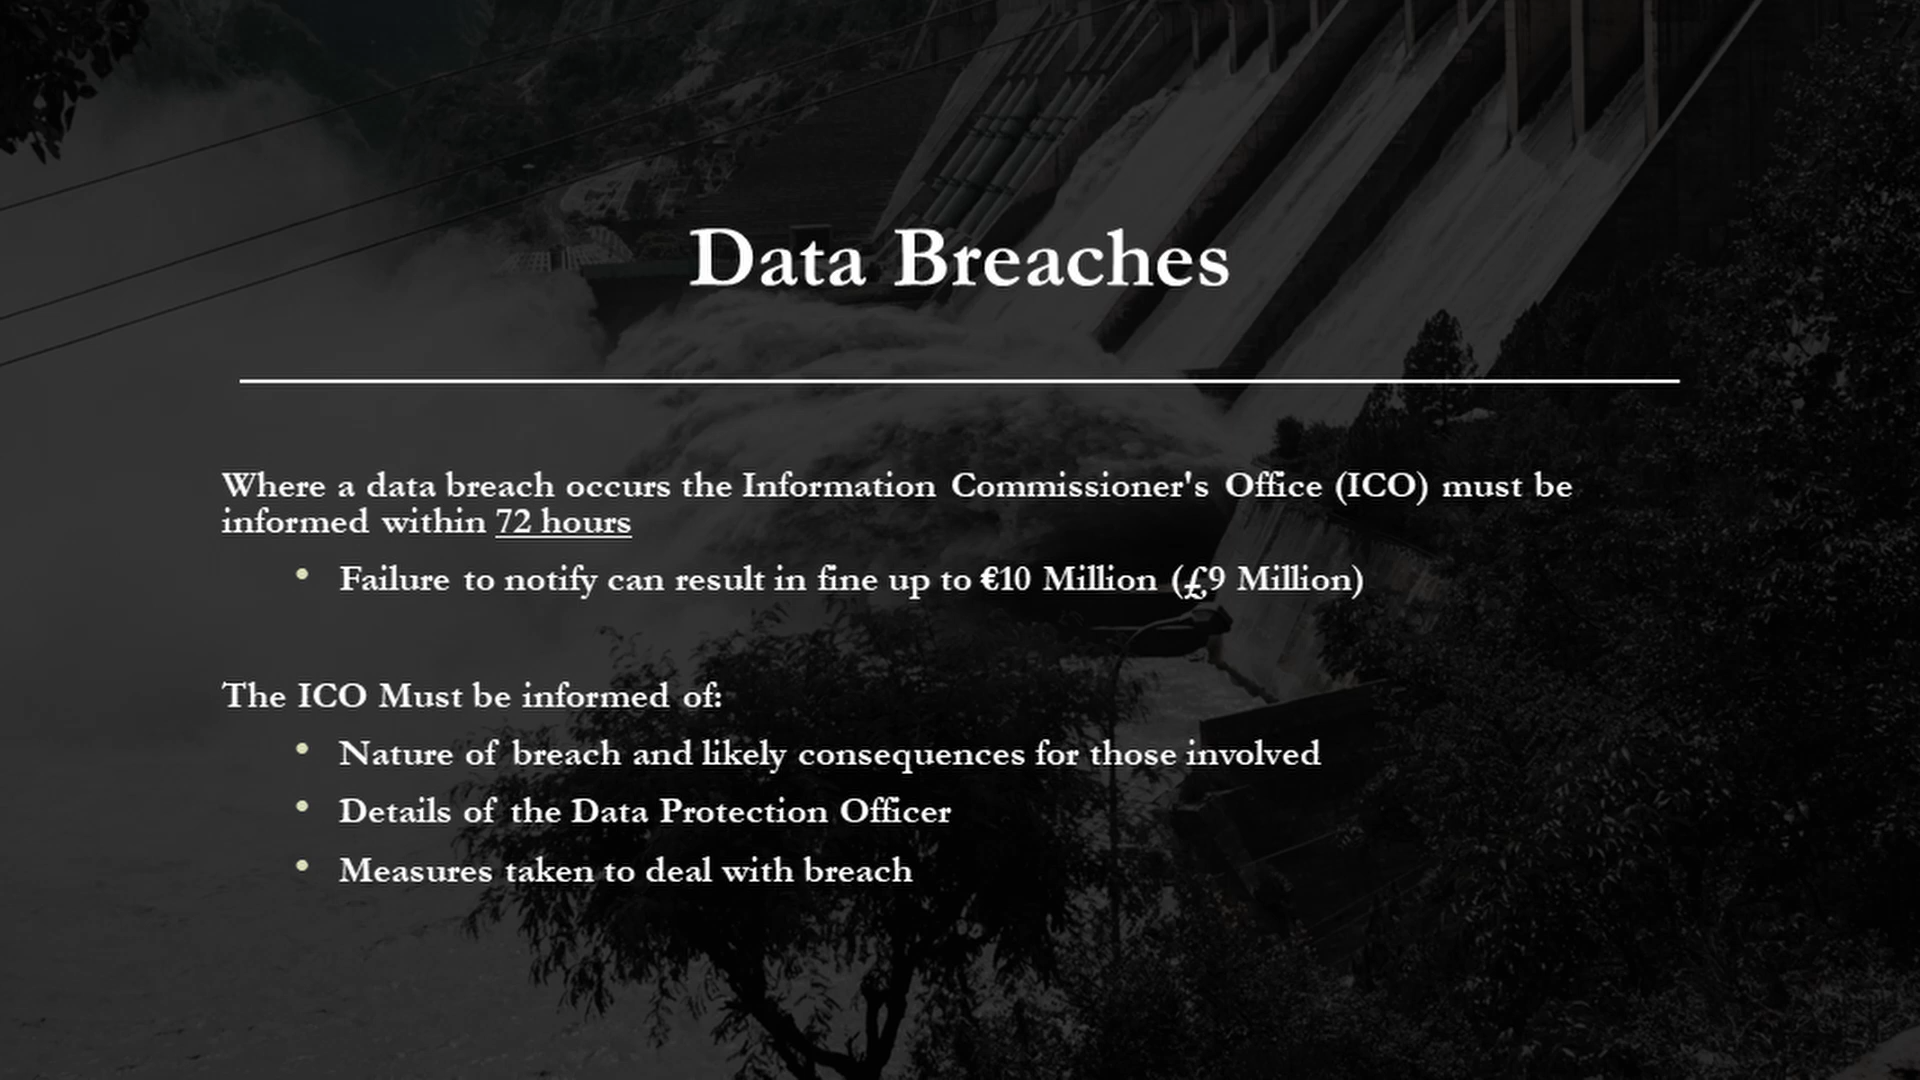 Data Breaches
Where a data breach occurs the Information Commissioner's Office (ICO) must be
informed within 72 hours
• Failure to notify can result in fine up to €10 Million (£9 Million)
The ICO Must be informed of:
• Nature of breach and likely consequences for those involved
• Details of the Data Protection Officer
• Measures taken to deal with breach